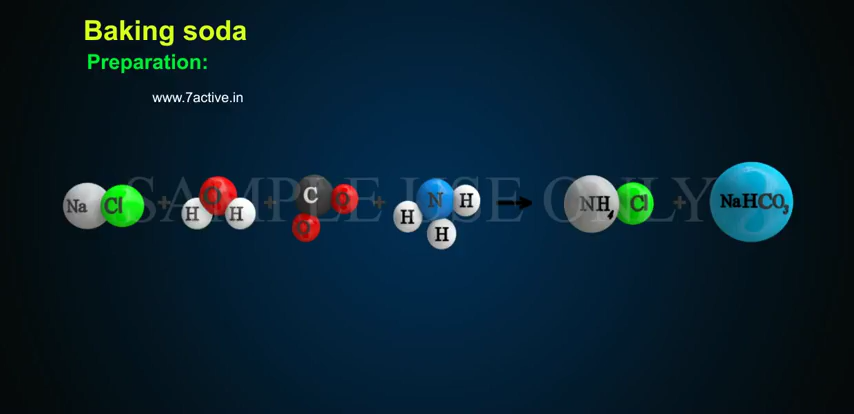 Baking soda
Preparation:
www.7active.in
SAMPLE USE ONLY
Na Cl + H O H + C O O + H N H H → NH4 Cl + NaHCO3